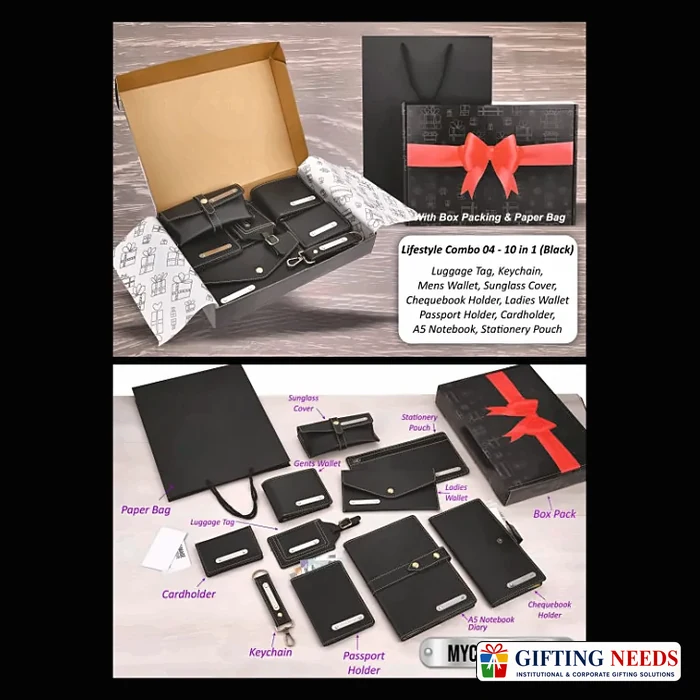 With Box Packing & Paper Bag
Lifestyle Combo 04 - 10 in 1 (Black)
Luggage Tag, Keychain,
Mens Wallet, Sunglass Cover,
Chequebook Holder, Ladies Wallet
Passport Holder, Cardholder,
A5 Notebook, Stationery Pouch
Sunglass
Cover
Stationery
Pouch
Gents Wallet
Ladies
Wallet
Paper Bag
Luggage Tag
Box Pack
Cardholder
Chequebook
Holder
A5 Notebook
Diary
Keychain
Passport
Holder
GIFTING NEEDS
INSTITUTIONAL & CORPORATE GIFTING SOLUTIONS